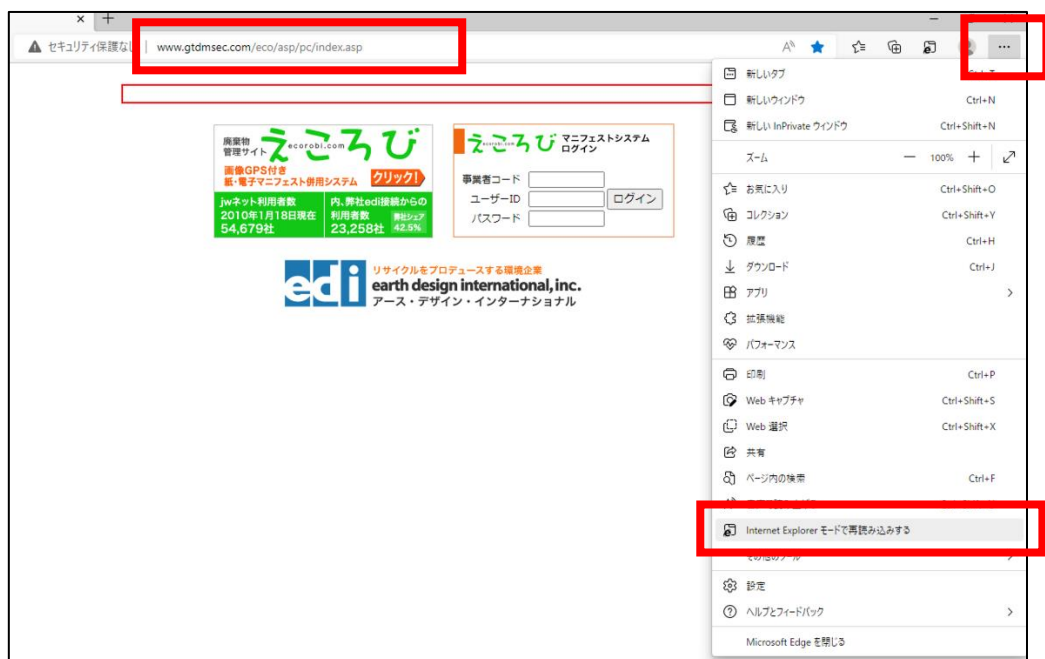 × +
セキュリティ保護なし www.gtdmsec.com/eco/asp/pc/index.asp
廃棄物
管理サイト えころび ecorobi.com
画像GPS付き
紙・電子マニフェスト併用システム クリック!
jwネット利用者数
2010年1月18日現在
54,679社
内、弊社edi接続からの
利用者数 弊社シェア
23,258社 42.5%
えころび マニフェストシステム
ログイン
事業者コード
ユーザーID ログイン
パスワード
edi リサイクルをプロデュースする環境企業
earth design international, inc.
アース・デザイン・インターナショナル
新しいタブ
新しいウィンドウ Ctrl+N
新しい InPrivate ウィンドウ Ctrl+Shift+N
ズーム — 100% +
お気に入り Ctrl+Shift+O
コレクション Ctrl+Shift+Y
履歴 Ctrl+H
ダウンロード Ctrl+J
アプリ
拡張機能
パフォーマンス
印刷 Ctrl+P
Web キャプチャ Ctrl+Shift+S
Web 選択 Ctrl+Shift+X
共有
ページ内の検索 Ctrl+F
Internet Explorer モードで再読み込みする
その他のツール
設定
ヘルプとフィードバック
Microsoft Edge を閉じる